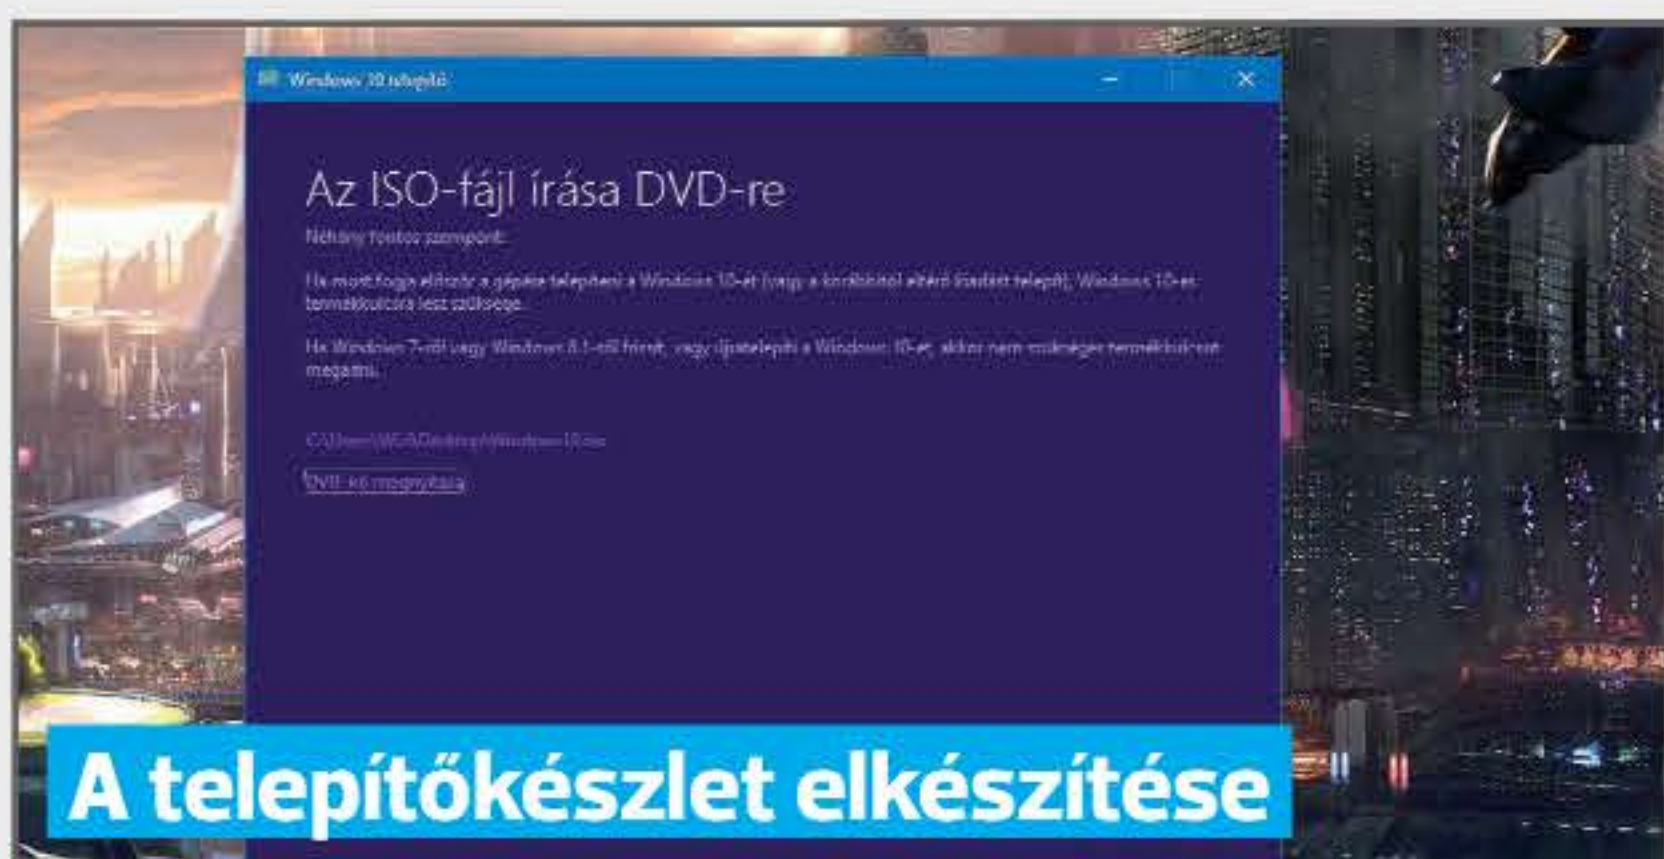 Windows 10 telepítő
Az ISO-fájl írása DVD-re
Néhány fontos szempont:
Ha most fogja először a gépére telepíteni a Windows 10-et (vagy a korábbitól eltérő kiadást telepít), Windows 10-es
termékkulcsra lesz szüksége.
Ha Windows 7-ről vagy Windows 8.1-ről frissít, vagy újratelepíti a Windows 10-et, akkor nem szükséges termékkulcsot
megadni.
DVD-író megnyitása
A telepítőkészlet elkészítése